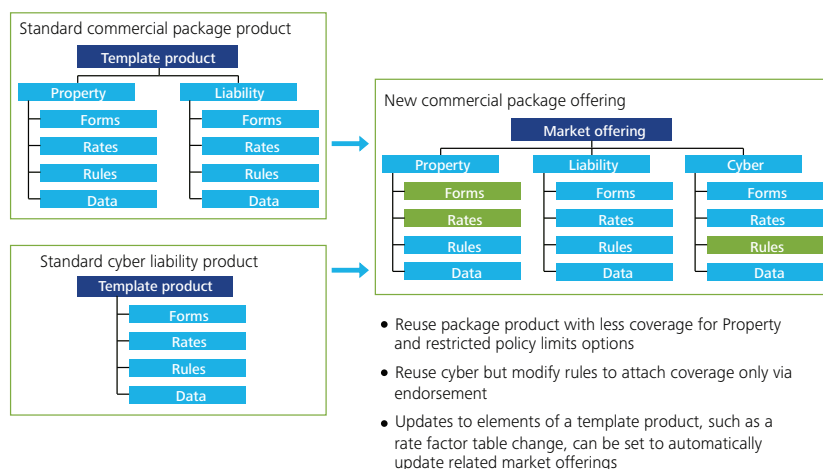 Standard commercial package product
Template product
Property
Liability
Forms
Forms
Rates
Rates
Rules
Rules
Data
Data
Standard cyber liability product
Template product
Forms
Rates
Rules
Data
New commercial package offering
Market offering
Property
Liability
Cyber
Forms
Forms
Forms
Rates
Rates
Rates
Rules
Rules
Rules
Data
Data
Data
• Reuse package product with less coverage for Property
and restricted policy limits options
• Reuse cyber but modify rules to attach coverage only via
endorsement
• Updates to elements of a template product, such as a
rate factor table change, can be set to automatically
update related market offerings